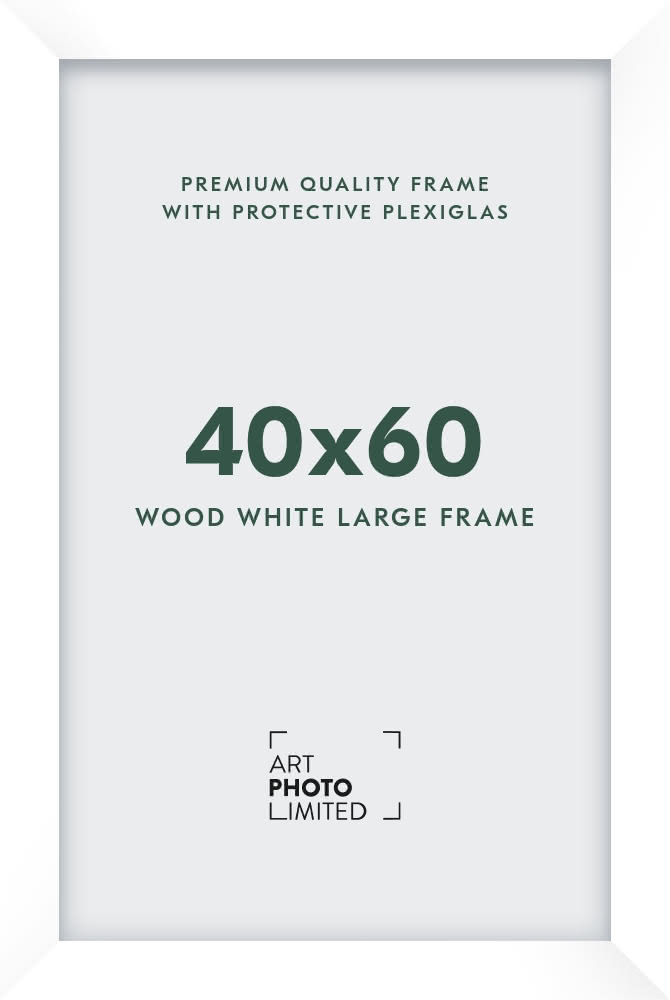 PREMIUM QUALITY FRAME
WITH PROTECTIVE PLEXIGLAS
40x60
WOOD WHITE LARGE FRAME
ART
PHOTO
LIMITED